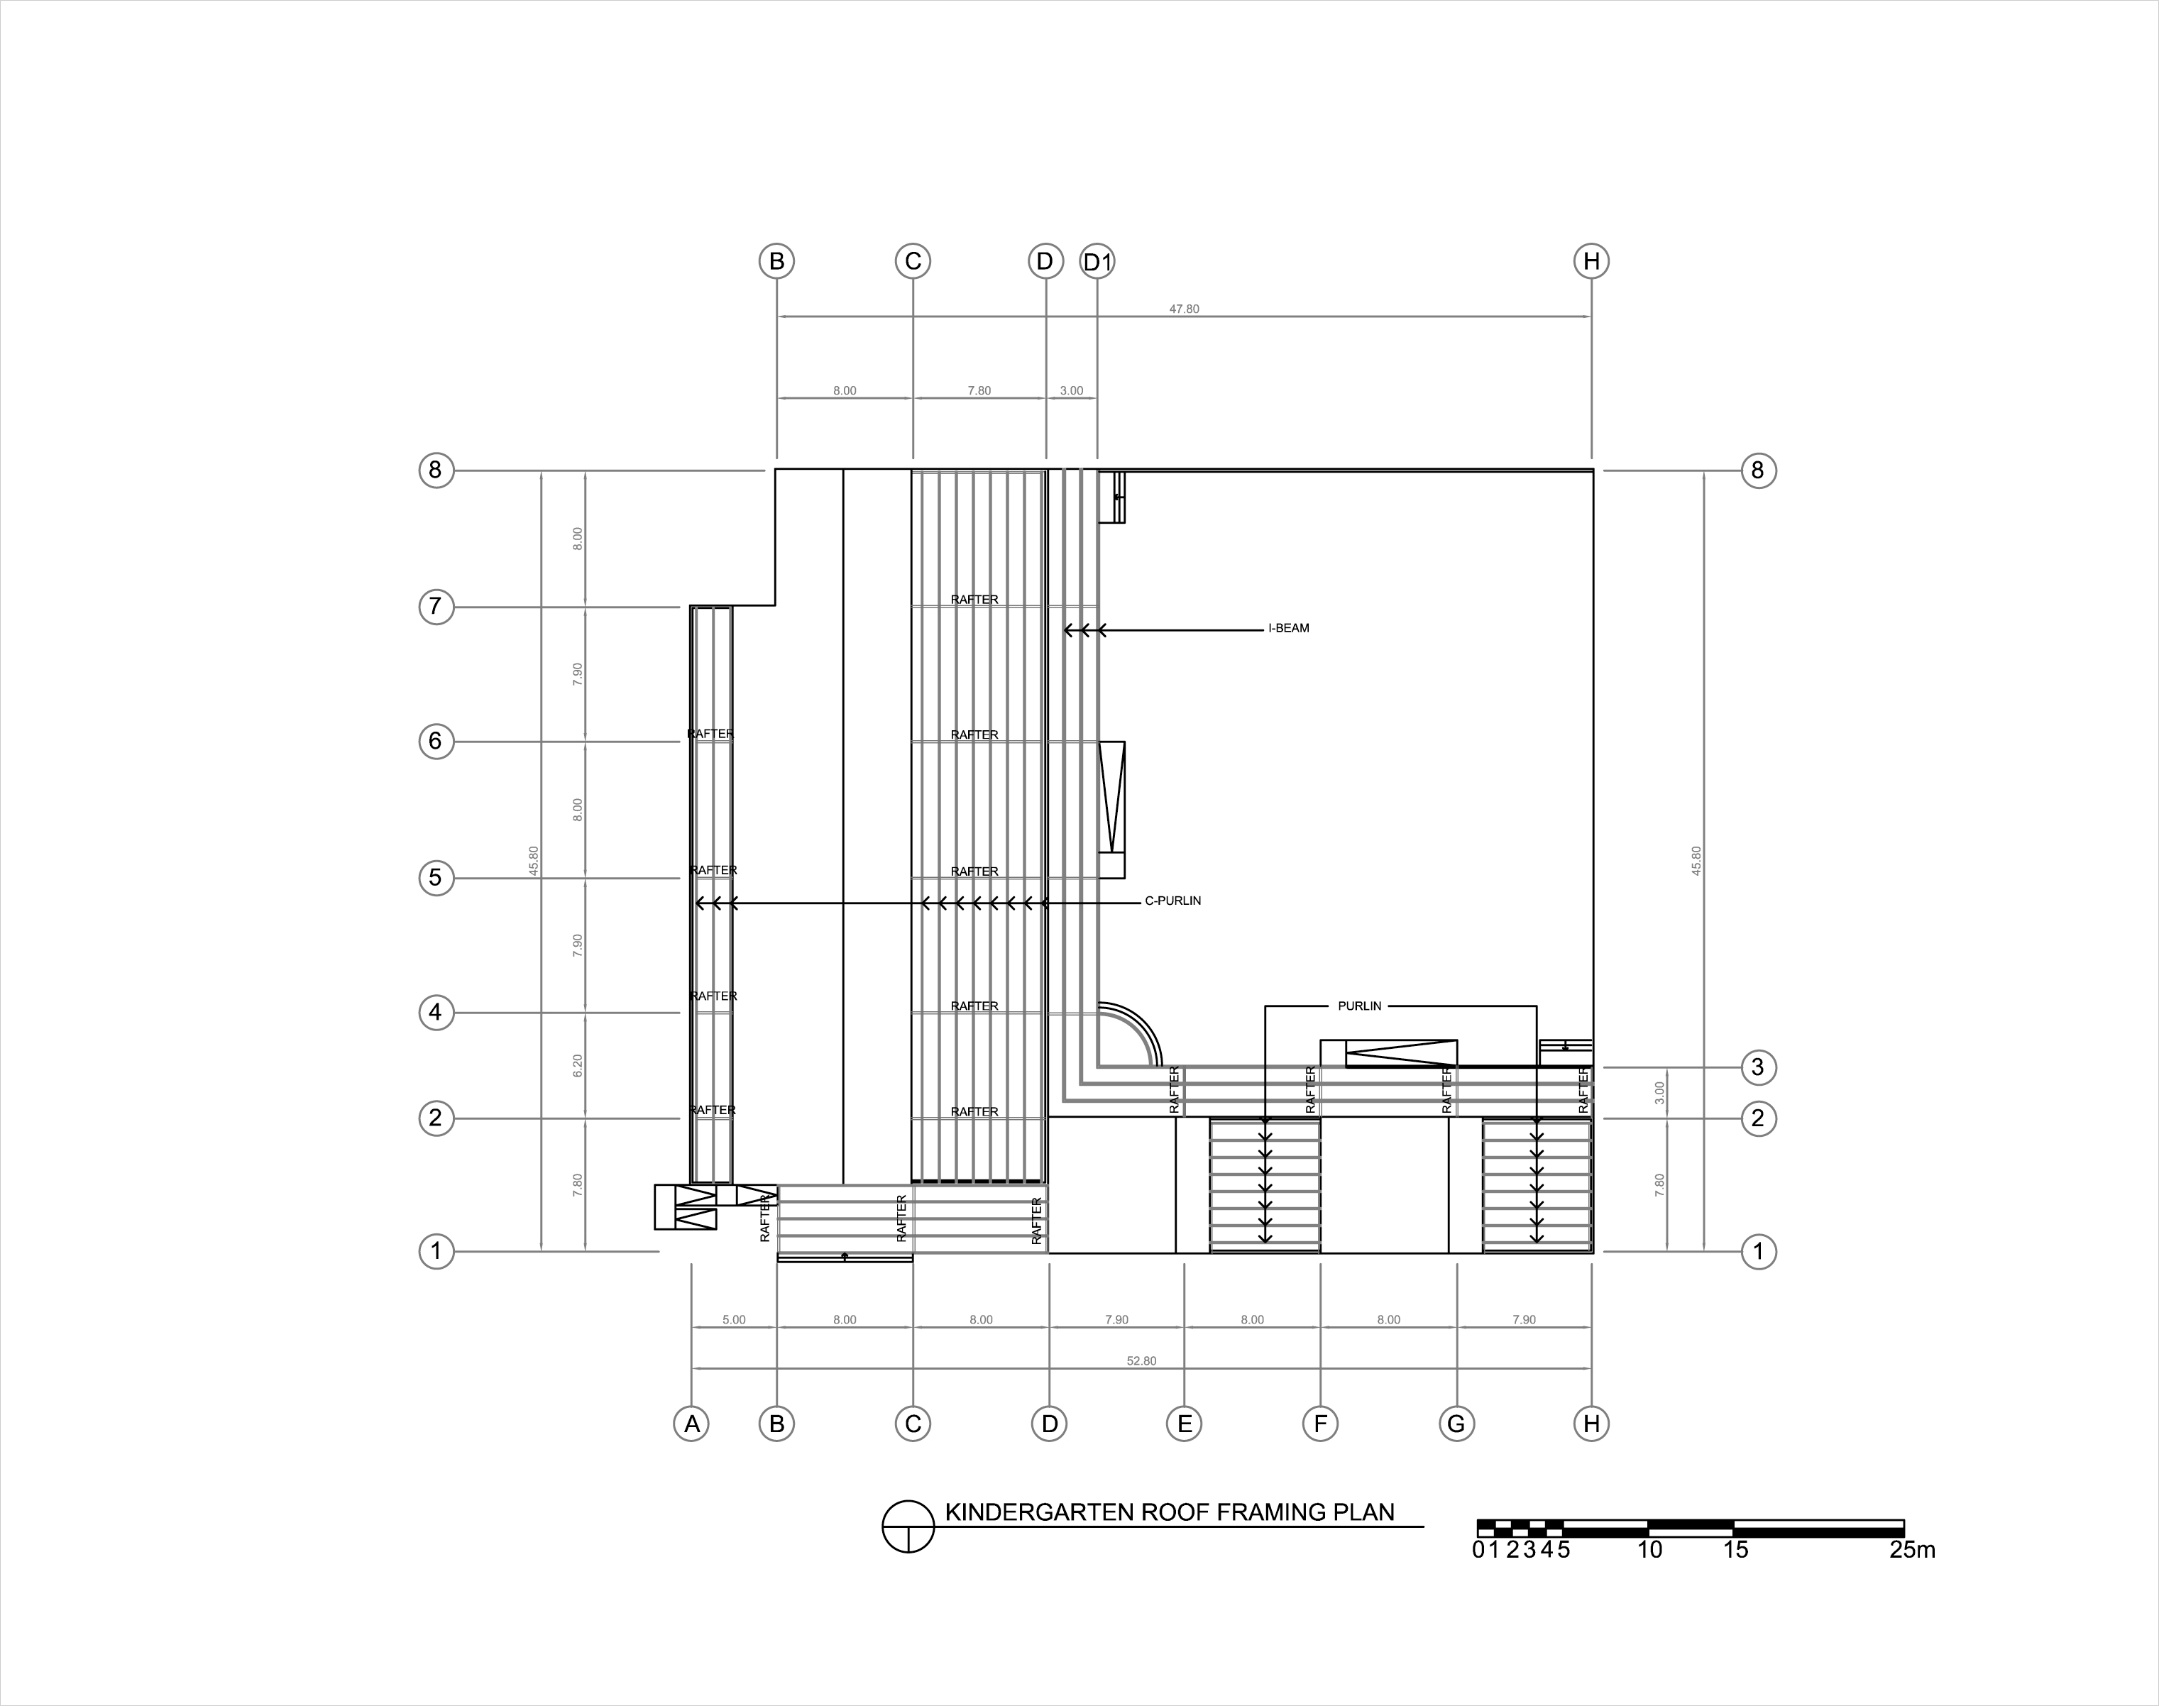 B C D D1 H
47.80
8.00 7.80 3.00
8 8
8.00
7
RAFTER
I-BEAM
7.90
6
RAFTER RAFTER
8.00
45.80 45.80
5
RAFTER RAFTER
C-PURLIN
7.90
4
RAFTER RAFTER
PURLIN
6.20
3
RAFTER RAFTER RAFTER RAFTER
3.00
2 2
RAFTER RAFTER
7.80 7.80
RAFTER RAFTER RAFTER
1 1
5.00 8.00 8.00 7.90 8.00 8.00 7.90
52.80
A B C D E F G H
KINDERGARTEN ROOF FRAMING PLAN
0 1 2 3 4 5 10 15 25m